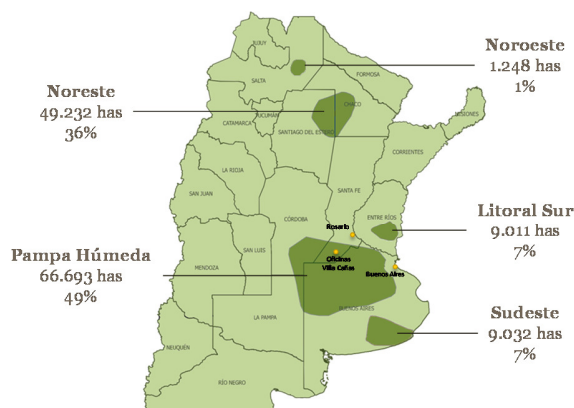 Noroeste
1.248 has
1%
Noreste
49.232 has
36%
Litoral Sur
9.011 has
7%
Pampa Húmeda
66.693 has
49%
Sudeste
9.032 has
7%
JUJUY
SALTA
FORMOSA
CHACO
MISIONES
TUCUMÁN
CATAMARCA
SANTIAGO DEL ESTERO
CORRIENTES
LA RIOJA
SANTA FE
SAN JUAN
CÓRDOBA
ENTRE RÍOS
Rosario
SAN LUIS
MENDOZA
Oficinas
Villa Cañas
Buenos Aires
BUENOS AIRES
LA PAMPA
NEUQUÉN
RÍO NEGRO